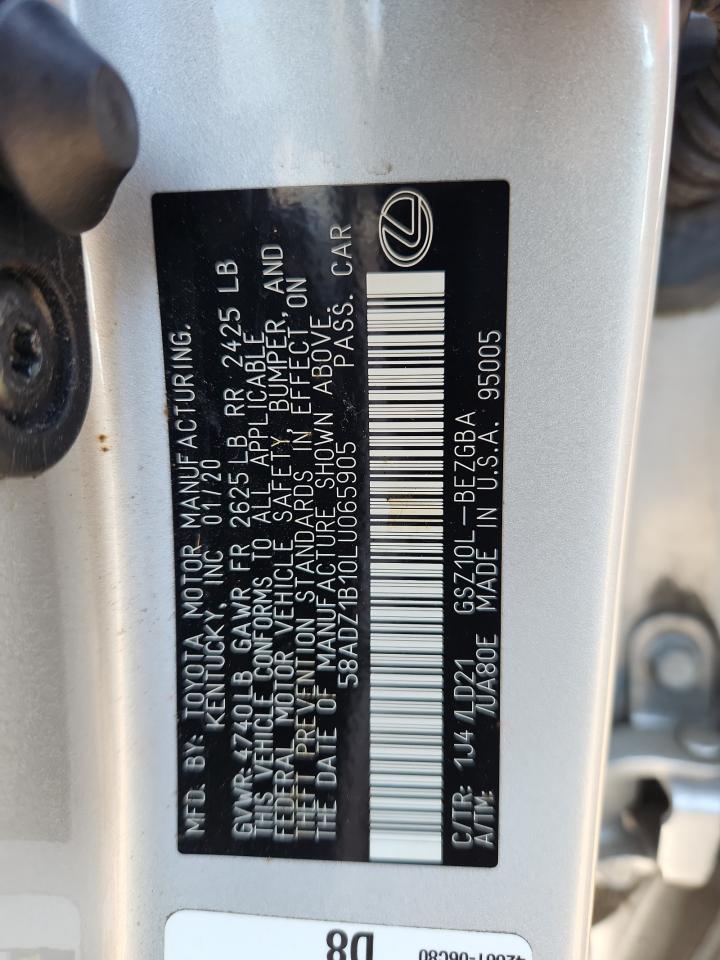 MFD. BY: TOYOTA MOTOR MANUFACTURING,
KENTUCKY, INC 01/20
GVWR 4740LB GAWR FR 2625LB RR 2425 LB
THIS VEHICLE CONFORMS TO ALL APPLICABLE
FEDERAL MOTOR VEHICLE SAFETY, BUMPER, AND
THEFT PREVENTION STANDARDS IN EFFECT ON
THE DATE OF MANUFACTURE SHOWN ABOVE.
58ADZ1B10LU065905 PASS. CAR
C/TR: 1J4 /LD21 GSZ10L-BEZGBA
A/TM: /UA80E MADE IN U.S.A. 95005
D8